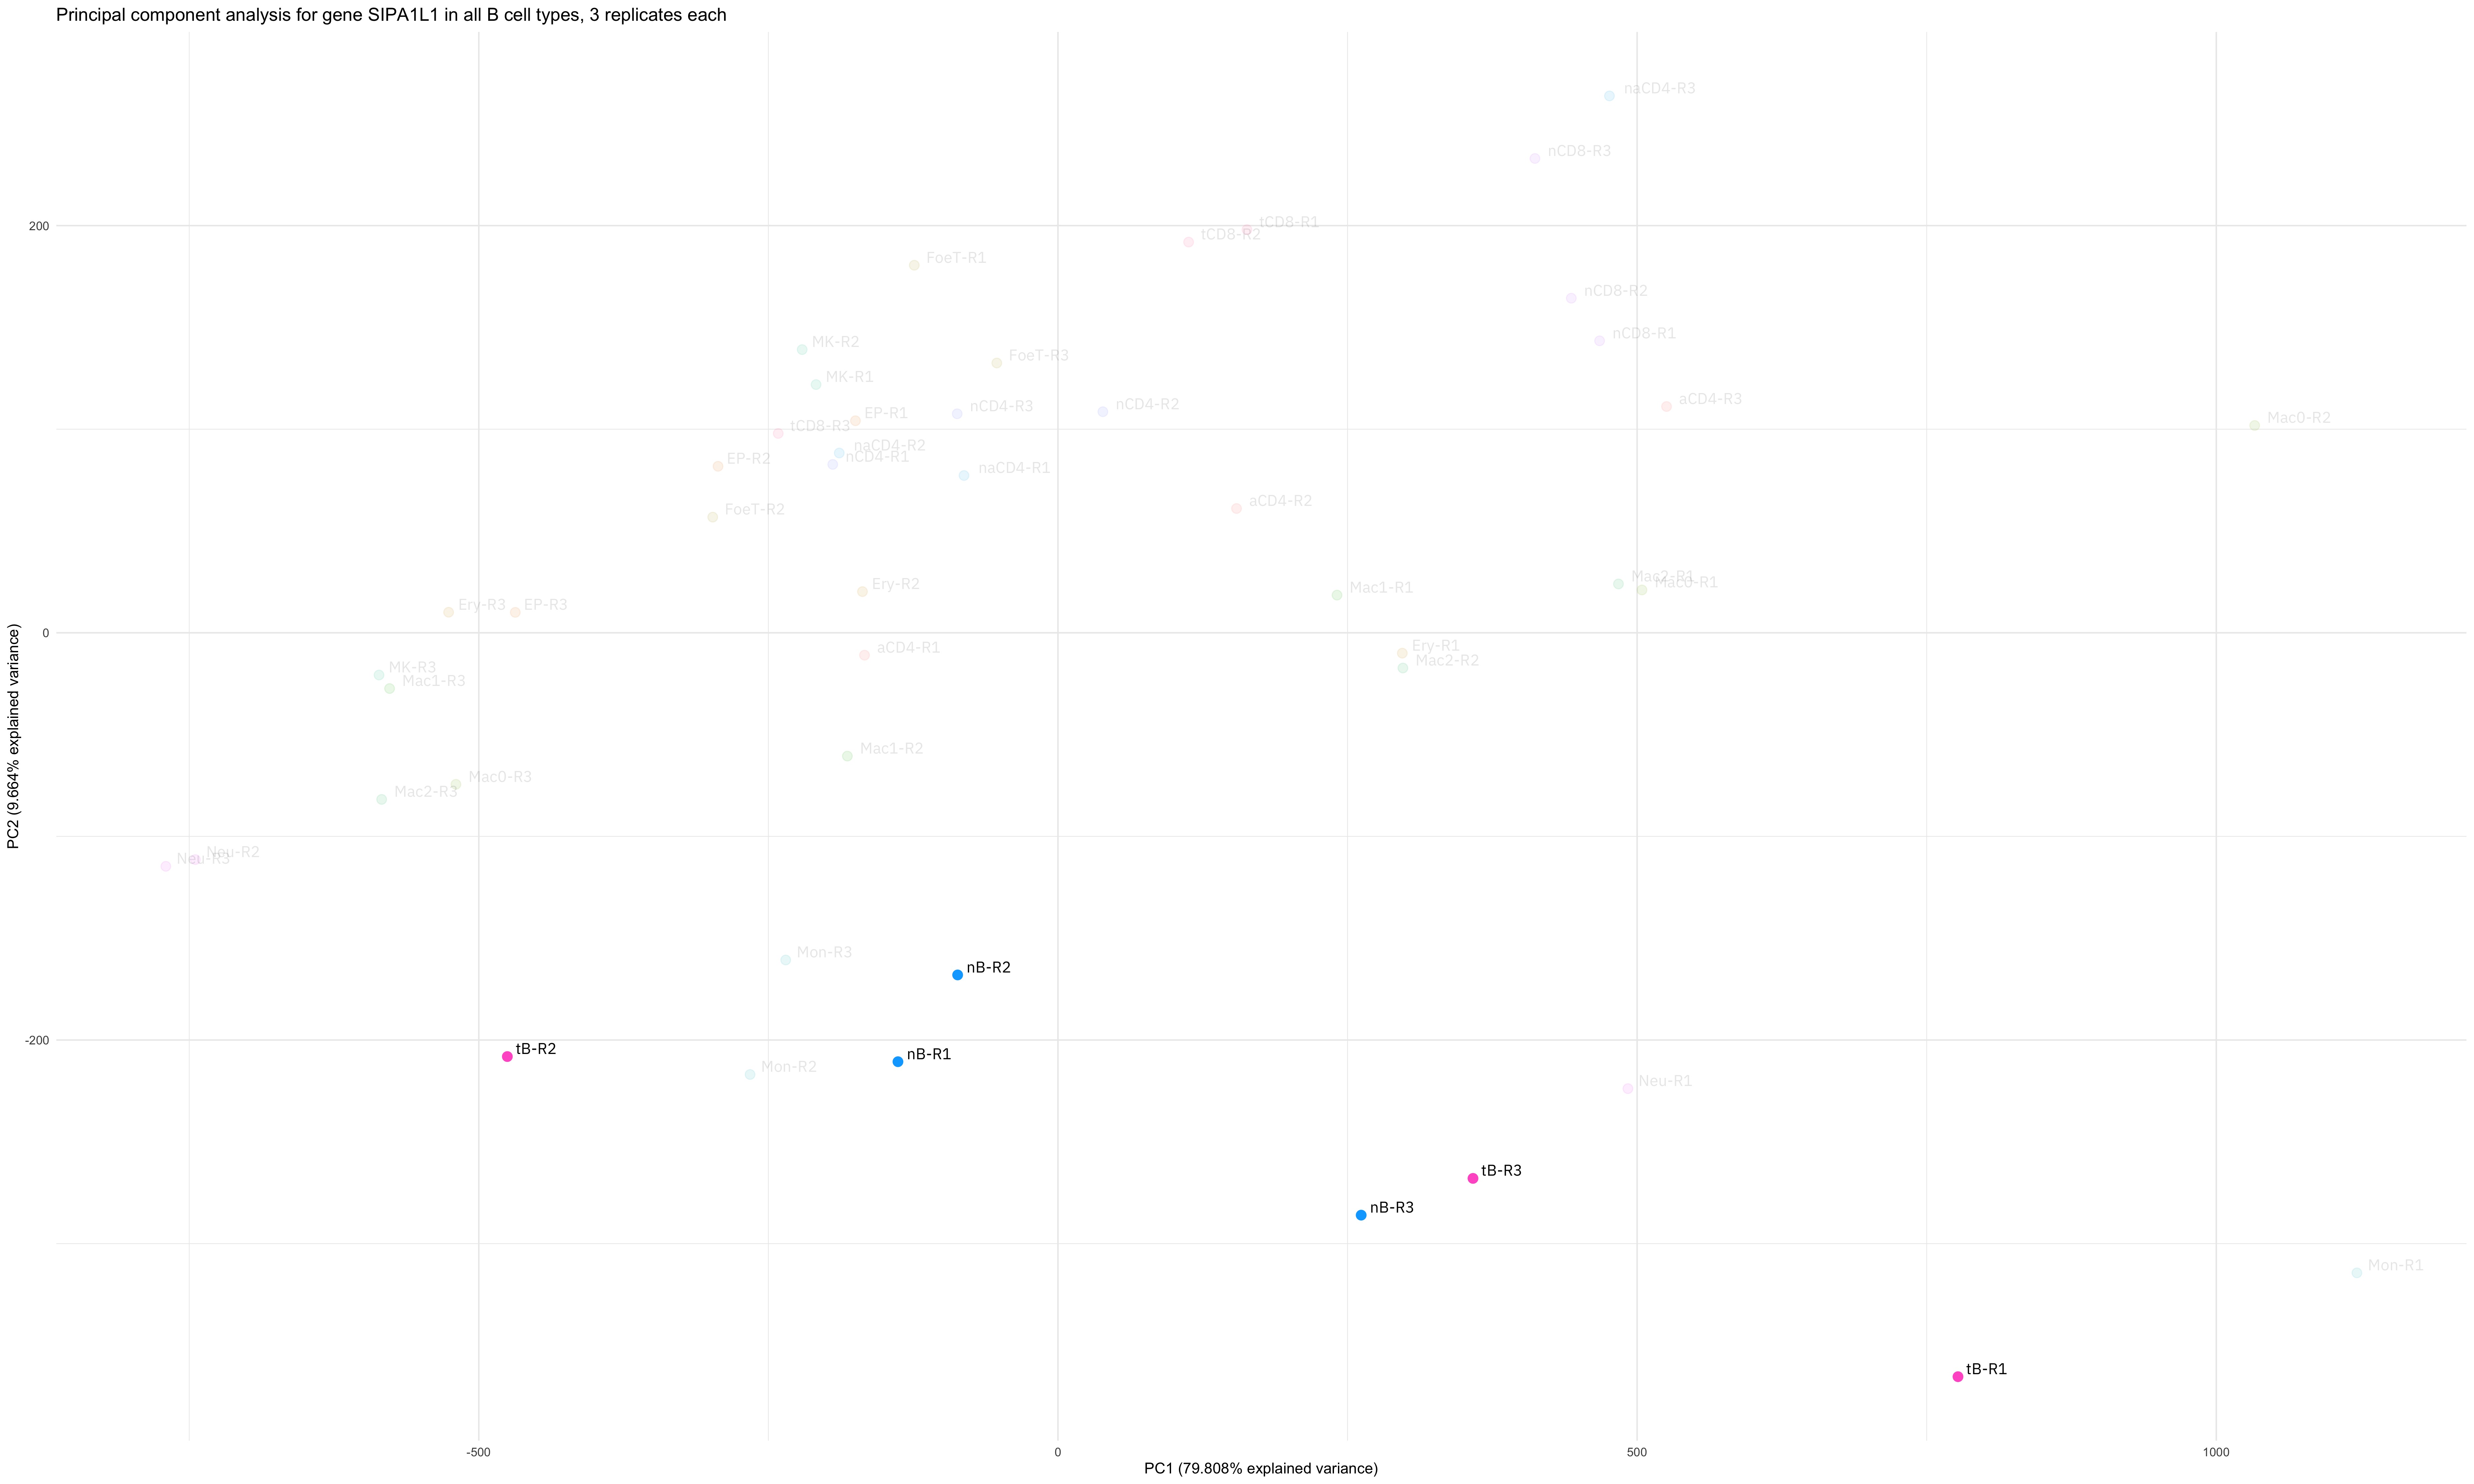 Principal component analysis for gene SIPA1L1 in all B cell types, 3 replicates each
naCD4-R3
nCD8-R3
tCD8-R1
tCD8-R2
FoeT-R1
nCD8-R2
nCD8-R1
MK-R2
FoeT-R3
MK-R1
aCD4-R3
nCD4-R3
nCD4-R2
EP-R1
Mac0-R2
tCD8-R3
naCD4-R2
nCD4-R1
EP-R2
naCD4-R1
aCD4-R2
FoeT-R2
Ery-R2
Mac1-R1
Mac2-R1
Mac0-R1
Ery-R3
EP-R3
aCD4-R1
Ery-R1
Mac2-R2
MK-R3
Mac1-R3
Mac1-R2
Mac0-R3
Mac2-R3
Neu-R2
Neu-R3
Mon-R3
nB-R2
tB-R2
nB-R1
Mon-R2
Neu-R1
tB-R3
nB-R3
Mon-R1
tB-R1
200
0
-200
PC2 (9.664% explained variance)
-500
0
500
1000
PC1 (79.808% explained variance)